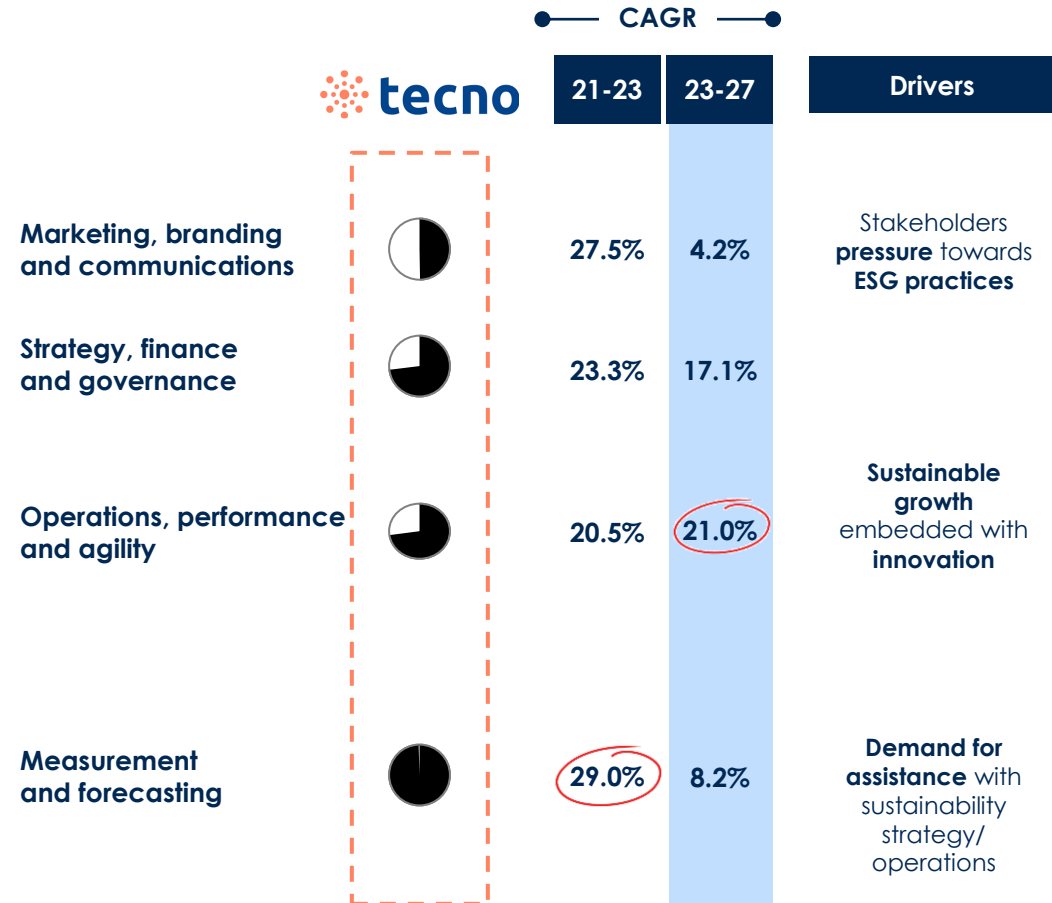 CAGR
tecno
21-23
23-27
Drivers
Marketing, branding
and communications
27.5%
4.2%
Stakeholders
pressure towards
ESG practices
Strategy, finance
and governance
23.3%
17.1%
Operations, performance
and agility
20.5%
21.0%
Sustainable
growth
embedded with
innovation
Measurement
and forecasting
29.0%
8.2%
Demand for
assistance with
sustainability
strategy/
operations